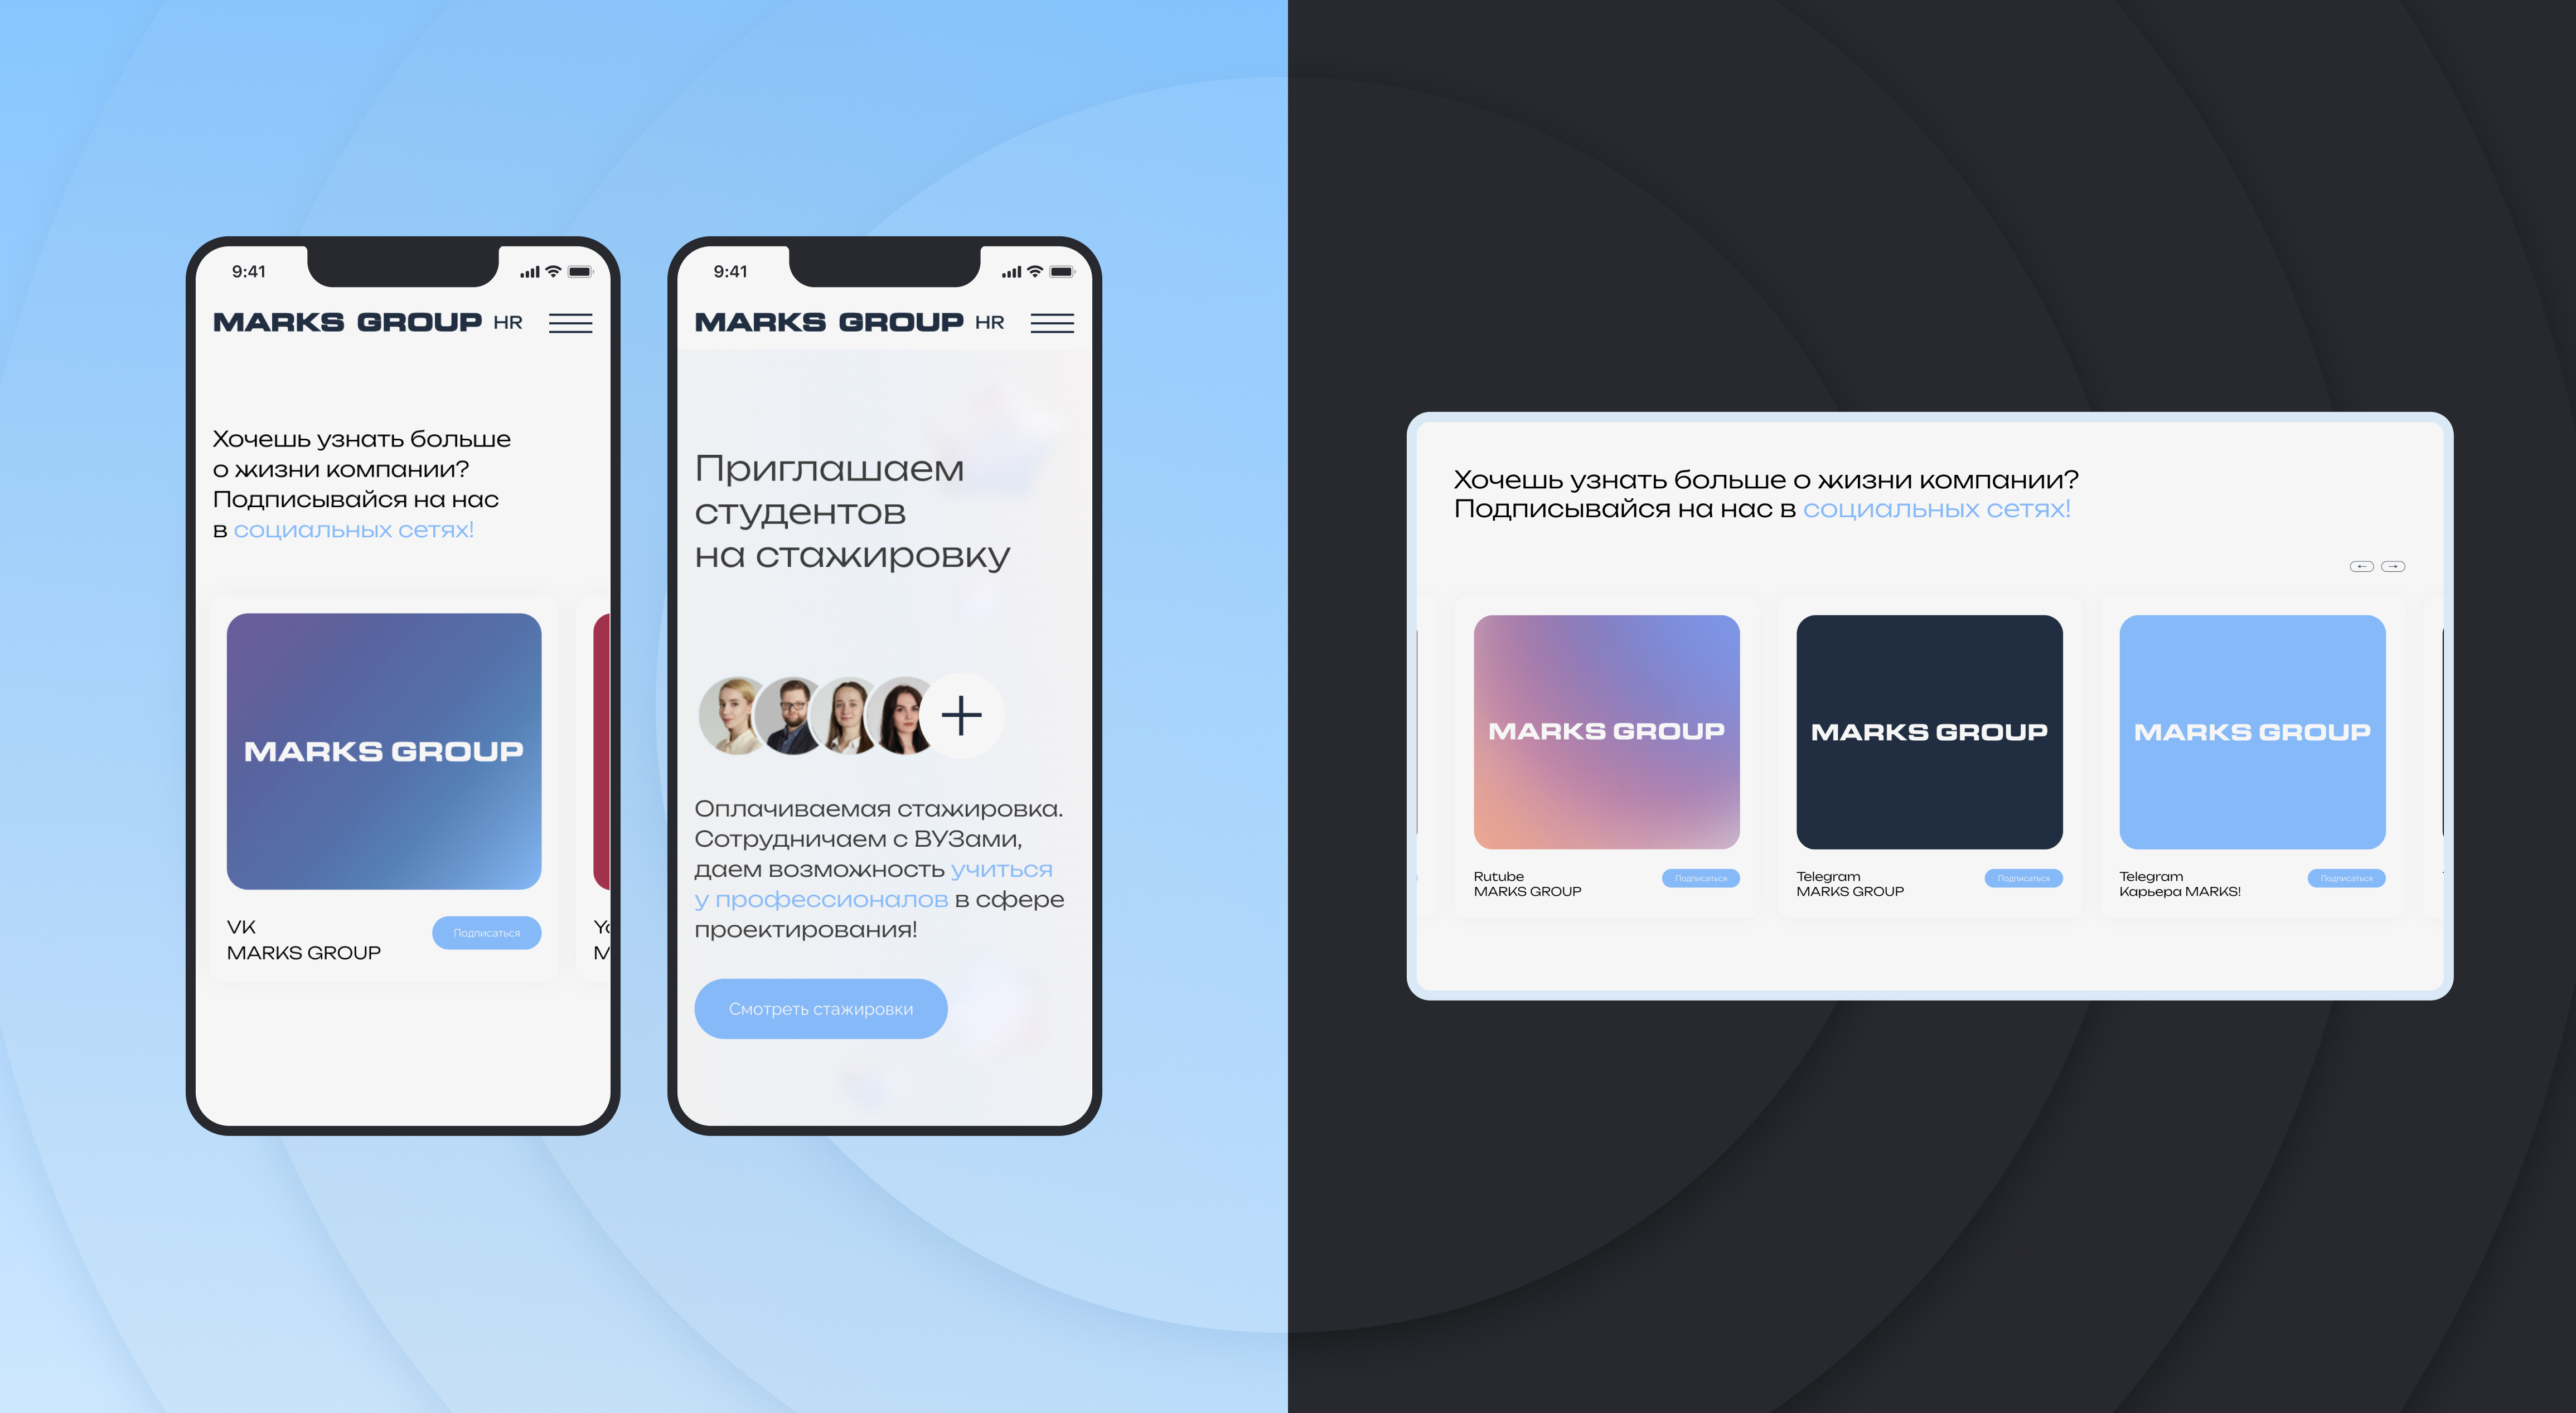 9:41
MARKS GROUP HR
Хочешь узнать больше
о жизни компании?
Подписывайся на нас
в социальных сетях!
MARKS GROUP
VK
MARKS GROUP
Подписаться
9:41
MARKS GROUP HR
Приглашаем
студентов
на стажировку
Оплачиваемая стажировка.
Сотрудничаем с ВУЗами,
даем возможность учиться
у профессионалов в сфере
проектирования!
Смотреть стажировки
Хочешь узнать больше о жизни компании?
Подписывайся на нас в социальных сетях!
MARKS GROUP
Rutube
MARKS GROUP
Подписаться
MARKS GROUP
Telegram
MARKS GROUP
Подписаться
MARKS GROUP
Telegram
Карьера MARKS!
Подписаться